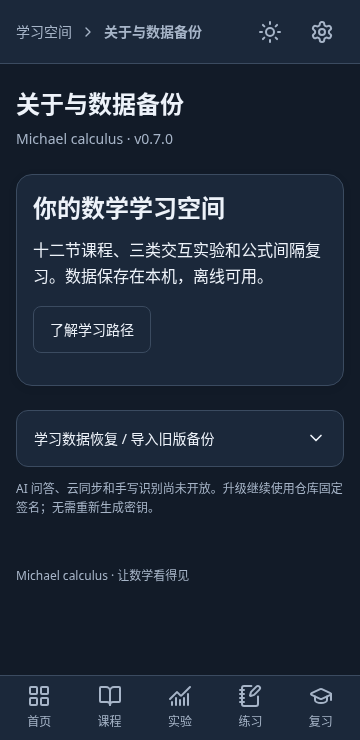 学习空间 > 关于与数据备份
关于与数据备份
Michael calculus · v0.7.0
你的数学学习空间
十二节课程、三类交互实验和公式间隔复
习。数据保存在本机，离线可用。
了解学习路径
学习数据恢复 / 导入旧版备份
AI 问答、云同步和手写识别尚未开放。升级继续使用仓库固定
签名；无需重新生成密钥。
Michael calculus · 让数学看得见
首页 课程 实验 练习 复习